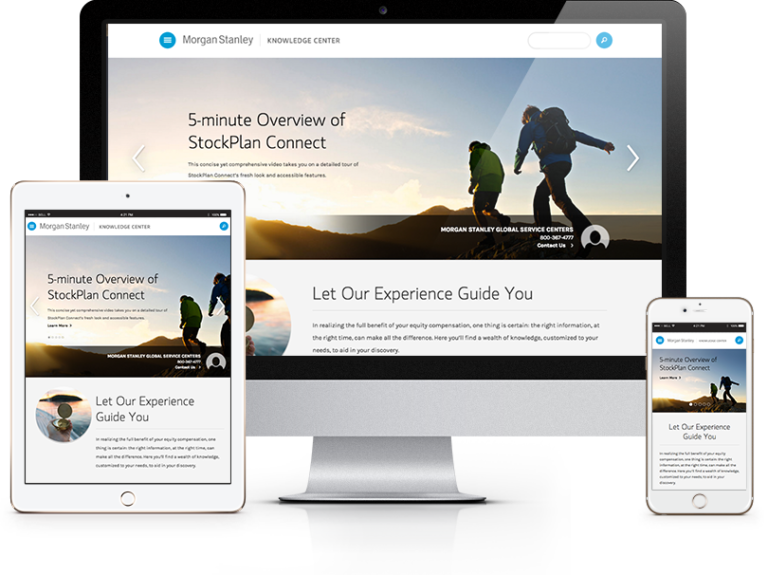 Morgan Stanley | KNOWLEDGE CENTER
5-minute Overview of
StockPlan Connect
This concise yet comprehensive video takes you on a detailed tour of
StockPlan Connect's fresh look and accessible features.
MORGAN STANLEY GLOBAL SERVICE CENTERS
800-367-4777
Contact Us >
Let Our Experience Guide You
In realizing the full benefit of your equity compensation, one thing is certain: the right information, at
the right time, can make all the difference. Here you'll find a wealth of knowledge, customized to your
needs, to aid in your discovery.
4:21 PM
Morgan Stanley | KNOWLEDGE CENTER
5-minute Overview of
StockPlan Connect
This concise yet comprehensive video takes you on a detailed tour of
StockPlan Connect's fresh look and accessible features.
Learn More >
MORGAN STANLEY GLOBAL SERVICE CENTERS
800-367-4777
Contact Us >
Let Our Experience
Guide You
In realizing the full benefit of your equity compensation, one
thing is certain: the right information, at the right time, can
make all the difference. Here you'll find a wealth of knowledge,
customized to your needs, to aid in your discovery.
4:21 PM
Morgan Stanley | KNOWLEDGE CENTER
5-minute Overview of
StockPlan Connect
Learn More >
Let Our Experience
Guide You
In realizing the full benefit of your equity
compensation, one thing is certain: the right
information, at the right time, can make all the
difference. Here you'll find a wealth of
knowledge, customized to your needs, to aid in
your discovery.